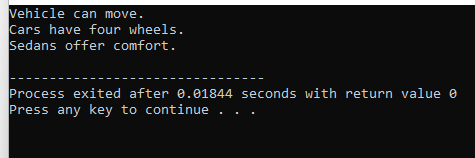 Vehicle can move.
Cars have four wheels.
Sedans offer comfort.
--------------------------------
Process exited after 0.01844 seconds with return value 0
Press any key to continue . . .